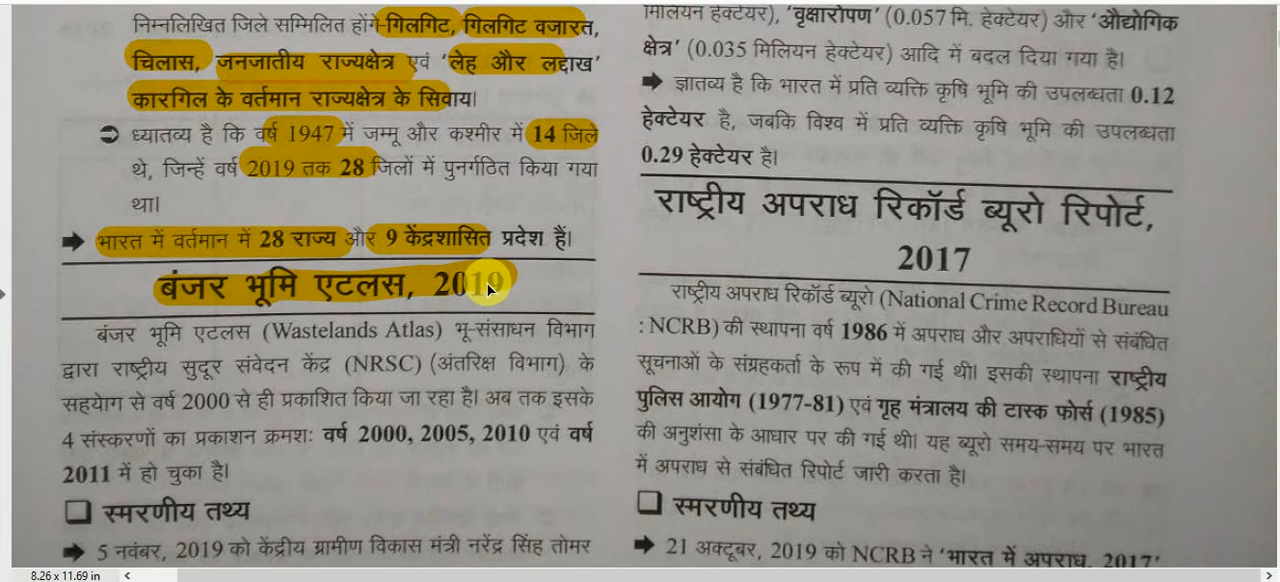 निम्नलिखित जिले सम्मिलित होंगे-गिलगिट, गिलगिट वजारत,
चिलास, जनजातीय राज्यक्षेत्र एवं 'लेह और लद्दाख'
कारगिल के वर्तमान राज्यक्षेत्र के सिवाय।
➲ ध्यातव्य है कि वर्ष 1947 में जम्मू और कश्मीर में 14 जिले
थे, जिन्हें वर्ष 2019 तक 28 जिलों में पुनर्गठित किया गया
था।
➡ भारत में वर्तमान में 28 राज्य और 9 केंद्रशासित प्रदेश हैं।
बंजर भूमि एटलस, 2019
बंजर भूमि एटलस (Wastelands Atlas) भू-संसाधन विभाग
द्वारा राष्ट्रीय सुदूर संवेदन केंद्र (NRSC) (अंतरिक्ष विभाग) के
सहयेाग से वर्ष 2000 से ही प्रकाशित किया जा रहा है। अब तक इसके
4 संस्करणों का प्रकाशन क्रमशः वर्ष 2000, 2005, 2010 एवं वर्ष
2011 में हो चुका है।
❑ स्मरणीय तथ्य
➡ 5 नवंबर, 2019 को केंद्रीय ग्रामीण विकास मंत्री नरेंद्र सिंह तोमर
मिलियन हेक्टेयर), 'वृक्षारोपण' (0.057 मि. हेक्टेयर) और 'औद्योगिक
क्षेत्र' (0.035 मिलियन हेक्टेयर) आदि में बदल दिया गया है।
➡ ज्ञातव्य है कि भारत में प्रति व्यक्ति कृषि भूमि की उपलब्धता 0.12
हेक्टेयर है, जबकि विश्व में प्रति व्यक्ति कृषि भूमि की उपलब्धता
0.29 हेक्टेयर है।
राष्ट्रीय अपराध रिकॉर्ड ब्यूरो रिपोर्ट,
2017
राष्ट्रीय अपराध रिकॉर्ड ब्यूरो (National Crime Record Bureau
: NCRB) की स्थापना वर्ष 1986 में अपराध और अपराधियों से संबंधित
सूचनाओं के संग्रहकर्ता के रूप में की गई थी। इसकी स्थापना राष्ट्रीय
पुलिस आयोग (1977-81) एवं गृह मंत्रालय की टास्क फोर्स (1985)
की अनुशंसा के आधार पर की गई थी। यह ब्यूरो समय-समय पर भारत
में अपराध से संबंधित रिपोर्ट जारी करता है।
❑ स्मरणीय तथ्य
➡ 21 अक्टूबर, 2019 को NCRB ने 'भारत में अपराध, 2017'
8.26 x 11.69 in